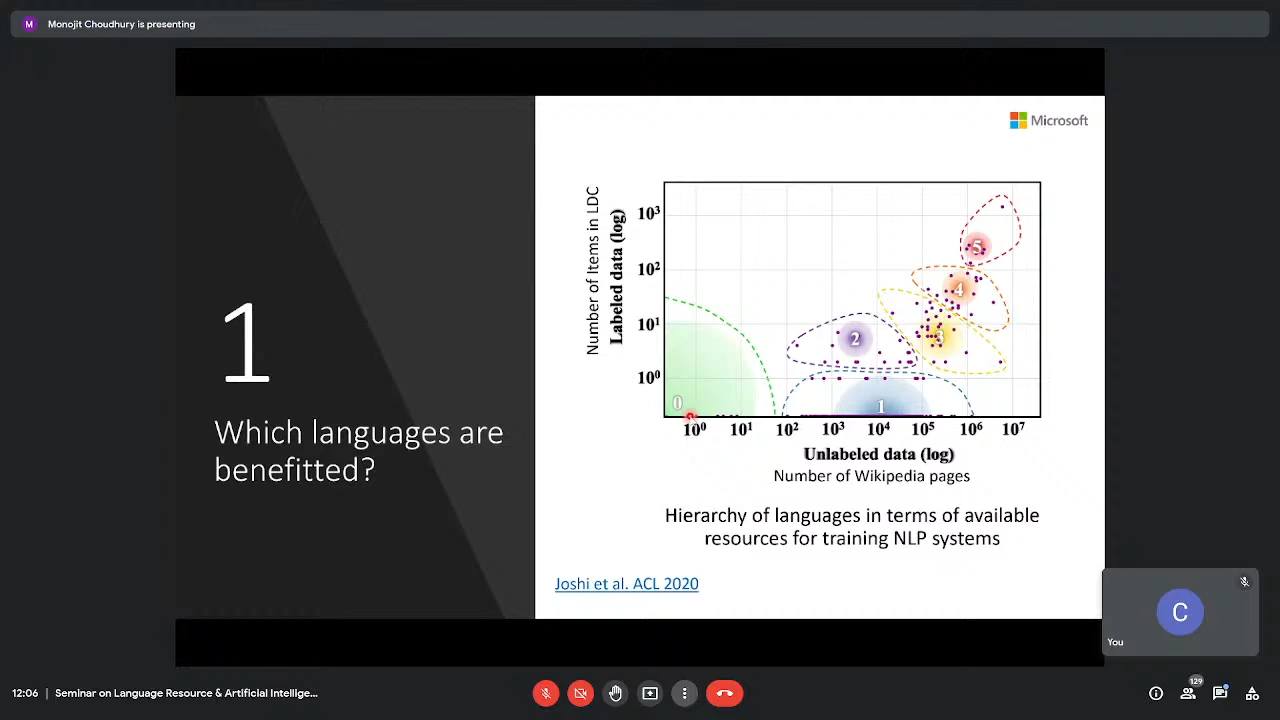 M
Monojit Choudhury is presenting
Microsoft
1
Which languages are
benefitted?
Number of Items in LDC
Labeled data (log)
10³
10²
10¹
10⁰
5
4
3
2
1
0
10⁰ 10¹ 10² 10³ 10⁴ 10⁵ 10⁶ 10⁷
Unlabeled data (log)
Number of Wikipedia pages
Hierarchy of languages in terms of available
resources for training NLP systems
Joshi et al. ACL 2020
C
You
12:06 | Seminar on Language Resource & Artificial Intellige...
129